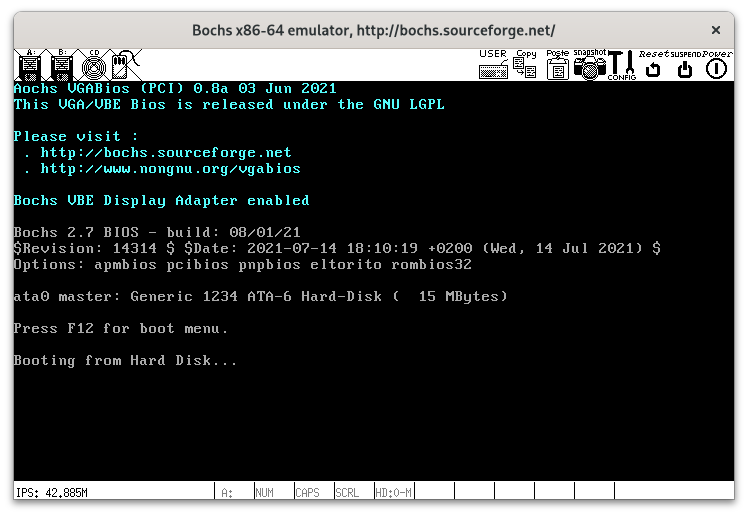 Bochs x86-64 emulator, http://bochs.sourceforge.net/
A: B: CD USER Copy Paste snapshot CONFIG Reset SUSPEND Power
Aochs VGABios (PCI) 0.8a 03 Jun 2021
This VGA/VBE Bios is released under the GNU LGPL
Please visit :
. http://bochs.sourceforge.net
. http://www.nongnu.org/vgabios
Bochs VBE Display Adapter enabled
Bochs 2.7 BIOS - build: 08/01/21
$Revision: 14314 $ $Date: 2021-07-14 18:10:19 +0200 (Wed, 14 Jul 2021) $
Options: apmbios pcibios pnpbios eltorito rombios32
ata0 master: Generic 1234 ATA-6 Hard-Disk (  15 MBytes)
Press F12 for boot menu.
Booting from Hard Disk...
IPS: 42.885M A: NUM CAPS SCRL HD:0-M